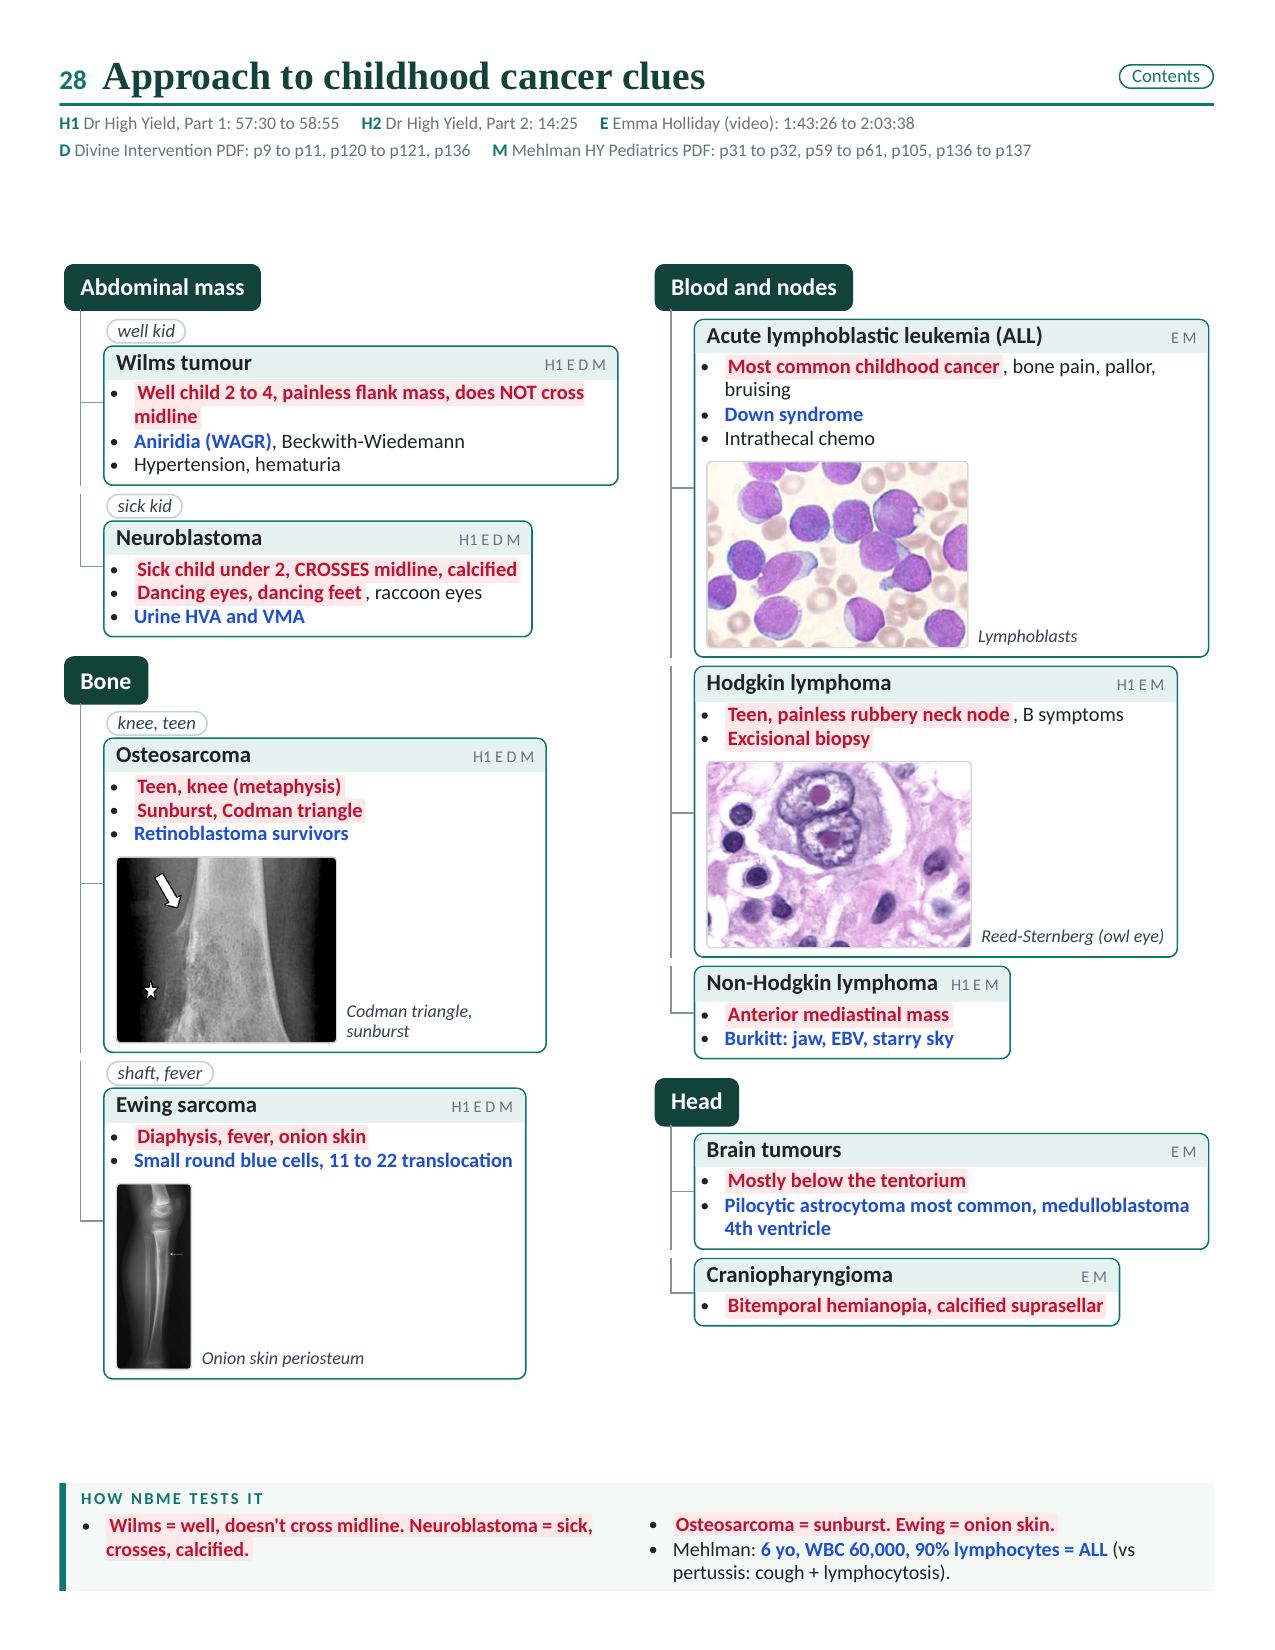 28 Approach to childhood cancer clues
Contents
H1 Dr High Yield, Part 1: 57:30 to 58:55 H2 Dr High Yield, Part 2: 14:25 E Emma Holliday (video): 1:43:26 to 2:03:38
D Divine Intervention PDF: p9 to p11, p120 to p121, p136 M Mehlman HY Pediatrics PDF: p31 to p32, p59 to p61, p105, p136 to p137
Abdominal mass
well kid
Wilms tumour H1 E D M
• Well child 2 to 4, painless flank mass, does NOT cross
midline
• Aniridia (WAGR), Beckwith-Wiedemann
• Hypertension, hematuria
sick kid
Neuroblastoma H1 E D M
• Sick child under 2, CROSSES midline, calcified
• Dancing eyes, dancing feet, raccoon eyes
• Urine HVA and VMA
Bone
knee, teen
Osteosarcoma H1 E D M
• Teen, knee (metaphysis)
• Sunburst, Codman triangle
• Retinoblastoma survivors
Codman triangle,
sunburst
shaft, fever
Ewing sarcoma H1 E D M
• Diaphysis, fever, onion skin
• Small round blue cells, 11 to 22 translocation
Onion skin periosteum
Blood and nodes
Acute lymphoblastic leukemia (ALL) E M
• Most common childhood cancer, bone pain, pallor,
bruising
• Down syndrome
• Intrathecal chemo
Lymphoblasts
Hodgkin lymphoma H1 E M
• Teen, painless rubbery neck node, B symptoms
• Excisional biopsy
Reed-Sternberg (owl eye)
Non-Hodgkin lymphoma H1 E M
• Anterior mediastinal mass
• Burkitt: jaw, EBV, starry sky
Head
Brain tumours E M
• Mostly below the tentorium
• Pilocytic astrocytoma most common, medulloblastoma
4th ventricle
Craniopharyngioma E M
• Bitemporal hemianopia, calcified suprasellar
HOW NBME TESTS IT
• Wilms = well, doesn't cross midline. Neuroblastoma = sick,
crosses, calcified.
• Osteosarcoma = sunburst. Ewing = onion skin.
• Mehlman: 6 yo, WBC 60,000, 90% lymphocytes = ALL (vs
pertussis: cough + lymphocytosis).